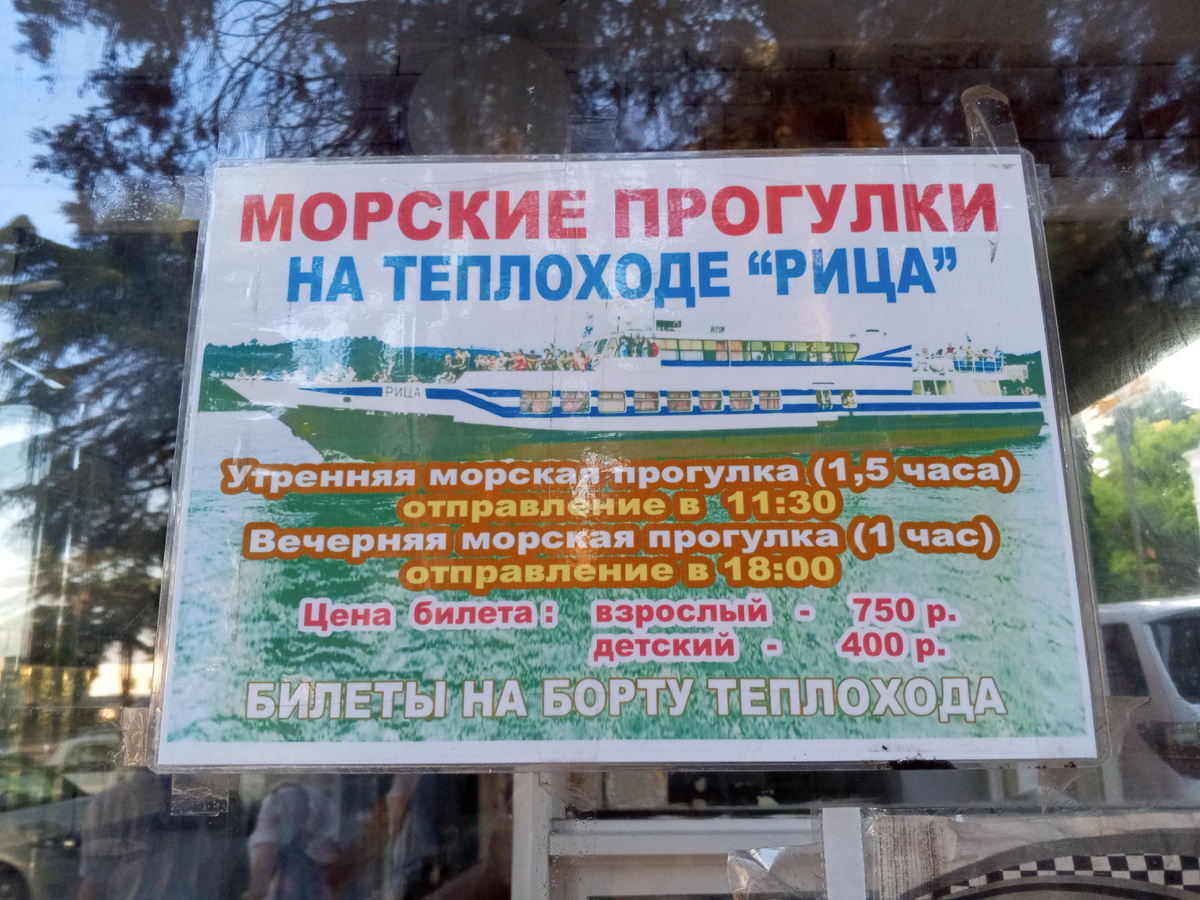 МОРСКИЕ ПРОГУЛКИ
НА ТЕПЛОХОДЕ “РИЦА”
РИЦА
Утренняя морская прогулка (1,5 часа)
отправление в 11:30
Вечерняя морская прогулка (1 час)
отправление в 18:00
Цена билета : взрослый - 750 р.
детский - 400 р.
БИЛЕТЫ НА БОРТУ ТЕПЛОХОДА